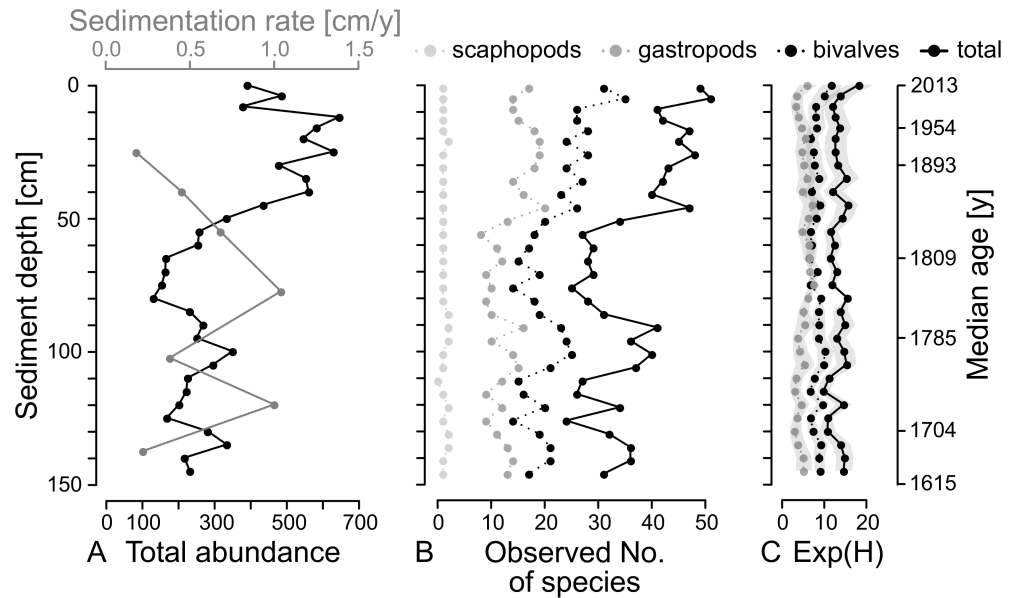 Sedimentation rate [cm/y]
0.0 0.5 1.0 1.5
scaphopods gastropods bivalves total
0
50
100
150
Sediment depth [cm]
2013
1954
1893
1809
1785
1704
1615
Median age [y]
0 100 300 500 700
0 10 20 30 40 50
0 10 20
A Total abundance
B Observed No.
of species
C Exp(H)